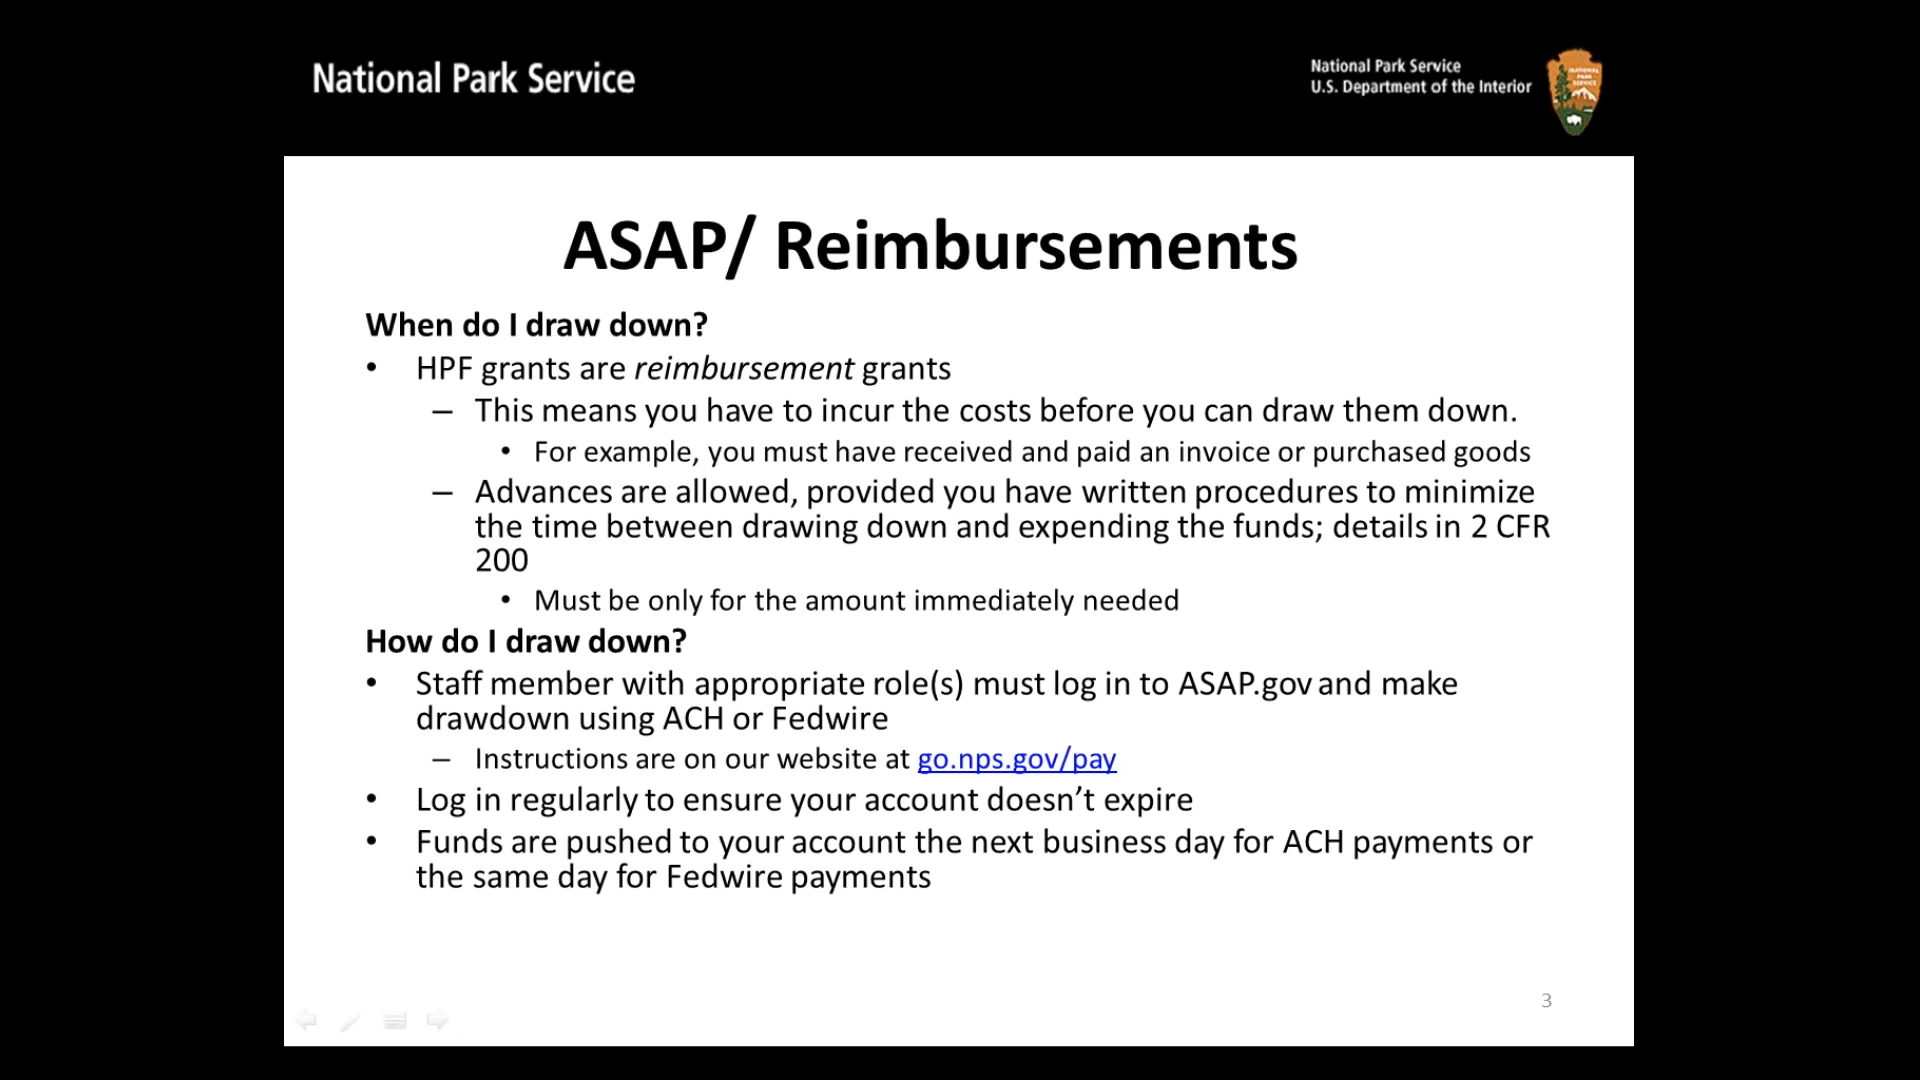 National Park Service
National Park Service
U.S. Department of the Interior
NATIONAL
PARK
SERVICE
ASAP/ Reimbursements
When do I draw down?
• HPF grants are reimbursement grants
– This means you have to incur the costs before you can draw them down.
• For example, you must have received and paid an invoice or purchased goods
– Advances are allowed, provided you have written procedures to minimize
the time between drawing down and expending the funds; details in 2 CFR
200
• Must be only for the amount immediately needed
How do I draw down?
• Staff member with appropriate role(s) must log in to ASAP.gov and make
drawdown using ACH or Fedwire
– Instructions are on our website at go.nps.gov/pay
• Log in regularly to ensure your account doesn’t expire
• Funds are pushed to your account the next business day for ACH payments or
the same day for Fedwire payments
3